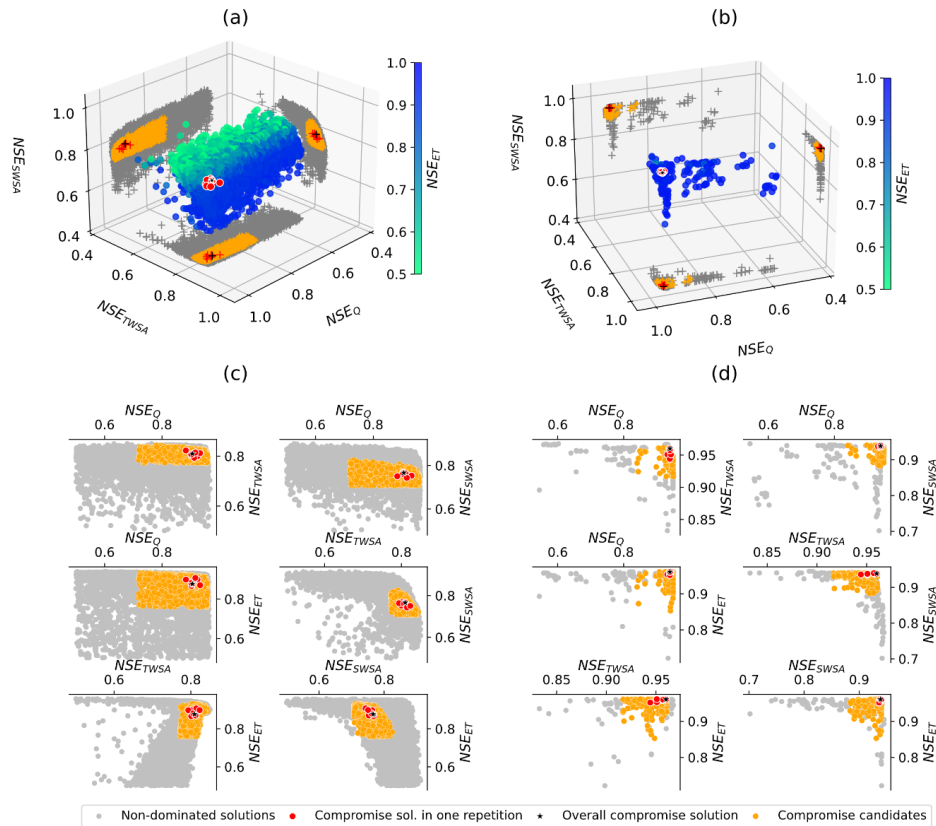 (a)
(b)
NSE_SWSA
1.0
0.8
0.6
0.4
0.6
0.8
1.0
NSE_TWSA
1.0
0.8
0.6
0.4
NSE_Q
1.0
0.9
0.8
0.7
0.6
0.5
NSE_ET
NSE_SWSA
1.0
0.8
0.6
0.4
0.4
0.6
0.8
1.0
NSE_TWSA
1.0
0.8
0.6
0.4
NSE_Q
1.0
0.9
0.8
0.7
0.6
0.5
NSE_ET
(c)
(d)
NSE_Q
0.6 0.8
0.8
0.6
NSE_TWSA
NSE_Q
0.6 0.8
0.8
0.6
NSE_SWSA
NSE_Q
0.6 0.8
0.95
0.90
0.85
NSE_TWSA
NSE_Q
0.6 0.8
0.9
0.8
0.7
NSE_SWSA
NSE_Q
0.6 0.8
0.8
0.6
NSE_ET
NSE_TWSA
0.6 0.8
0.8
0.6
NSE_SWSA
NSE_Q
0.6 0.8
0.9
0.8
NSE_ET
NSE_TWSA
0.85 0.90 0.95
0.9
0.8
0.7
NSE_SWSA
NSE_TWSA
0.6 0.8
0.8
0.6
NSE_ET
NSE_SWSA
0.6 0.8
0.8
0.6
NSE_ET
NSE_TWSA
0.85 0.90 0.95
0.9
0.8
NSE_ET
NSE_SWSA
0.7 0.8 0.9
0.9
0.8
NSE_ET
Non-dominated solutions
Compromise sol. in one repetition
Overall compromise solution
Compromise candidates